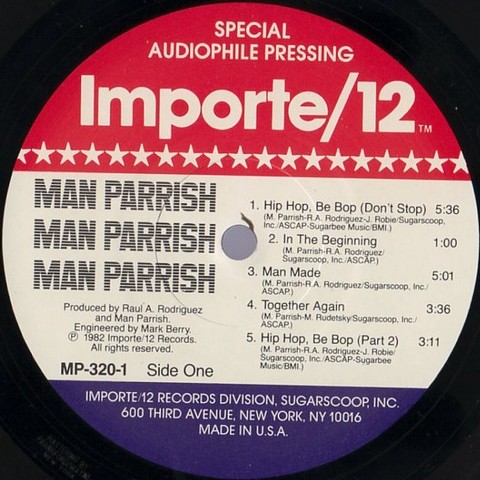 SPECIAL
AUDIOPHILE PRESSING
Importe/12™
MAN PARRISH
MAN PARRISH
MAN PARRISH
Produced by Raul A. Rodriguez
and Man Parrish.
Engineered by Mark Berry.
Ⓟ 1982 Importe/12 Records.
All rights reserved.
MP-320-1 Side One
1. Hip Hop, Be Bop (Don't Stop) 5:36
(M. Parrish-R.A. Rodriguez-J. Robie/Sugarscoop,
Inc./ASCAP-Sugarbee Music/BMI.)
2. In The Beginning 1:00
(M. Parrish-R.A. Rodriguez/
Sugarscoop, Inc./ASCAP.)
3. Man Made 5:01
(M. Parrish-R.A. Rodriguez/Sugarscoop, Inc./
ASCAP.)
4. Together Again 3:36
(M. Parrish-M. Rudetsky/Sugarscoop, Inc./
ASCAP.)
5. Hip Hop, Be Bop (Part 2) 3:11
(M. Parrish-R.A. Rodriguez-J. Robie/
Sugarscoop, Inc./ASCAP-Sugarbee
Music/BMI.)
IMPORTE/12 RECORDS DIVISION, SUGARSCOOP, INC.
600 THIRD AVENUE, NEW YORK, NY 10016
MADE IN U.S.A.